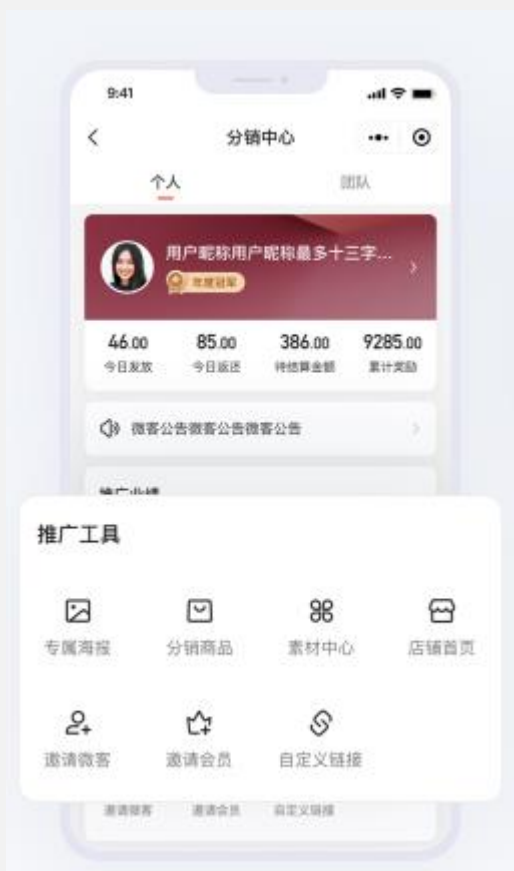 9:41
分销中心
个人 团队
用户昵称用户昵称最多十三字...
年度冠军
46.00 85.00 386.00 9285.00
今日发放 今日返还 待结算金额 累计奖励
微客公告微客公告微客公告
推广业绩
推广工具
专属海报 分销商品 素材中心 店铺首页
邀请微客 邀请会员 自定义链接
邀请微客 邀请会员 自定义链接